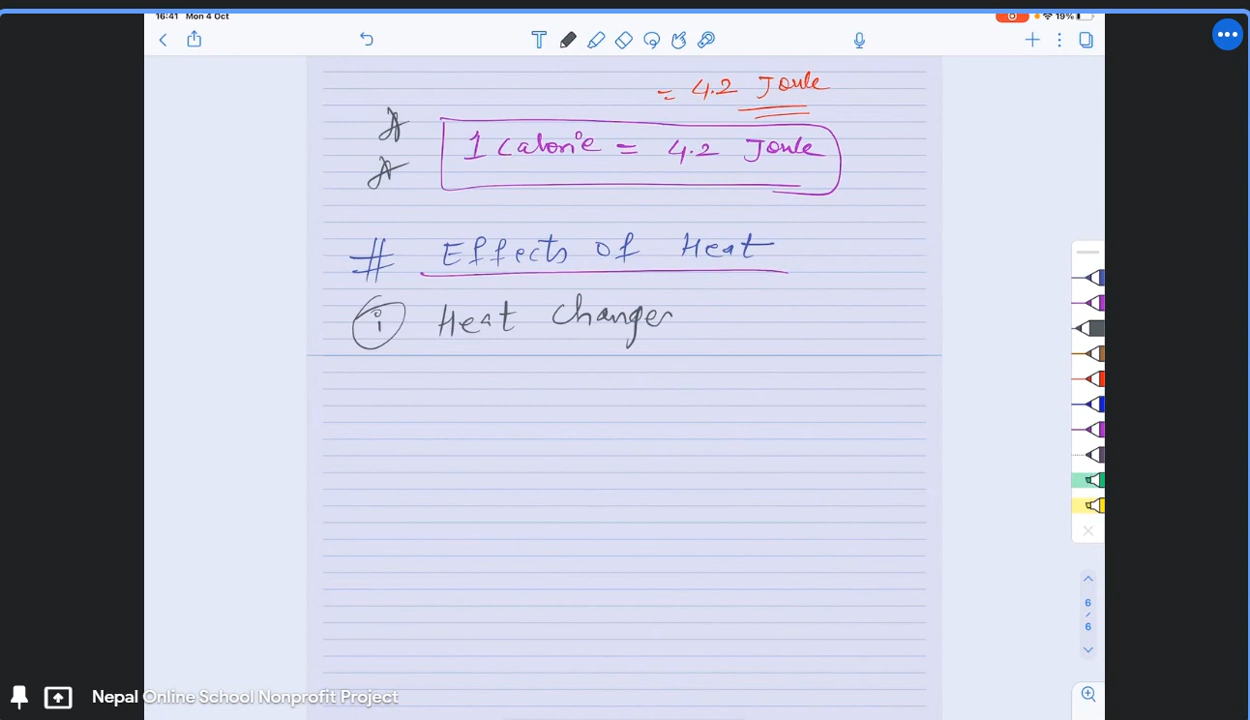 16:41 Mon 4 Oct
19%
= 4.2 Joule
1 Calorie = 4.2 Joule
# Effects of Heat
i Heat Changes
6
6
Nepal Online School Nonprofit Project